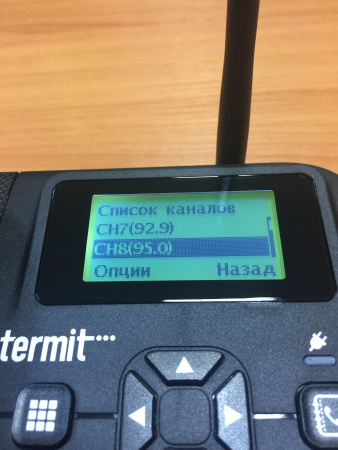 Список каналов
CH7(92.9)
CH8(95.0)
Опции Назад
termit